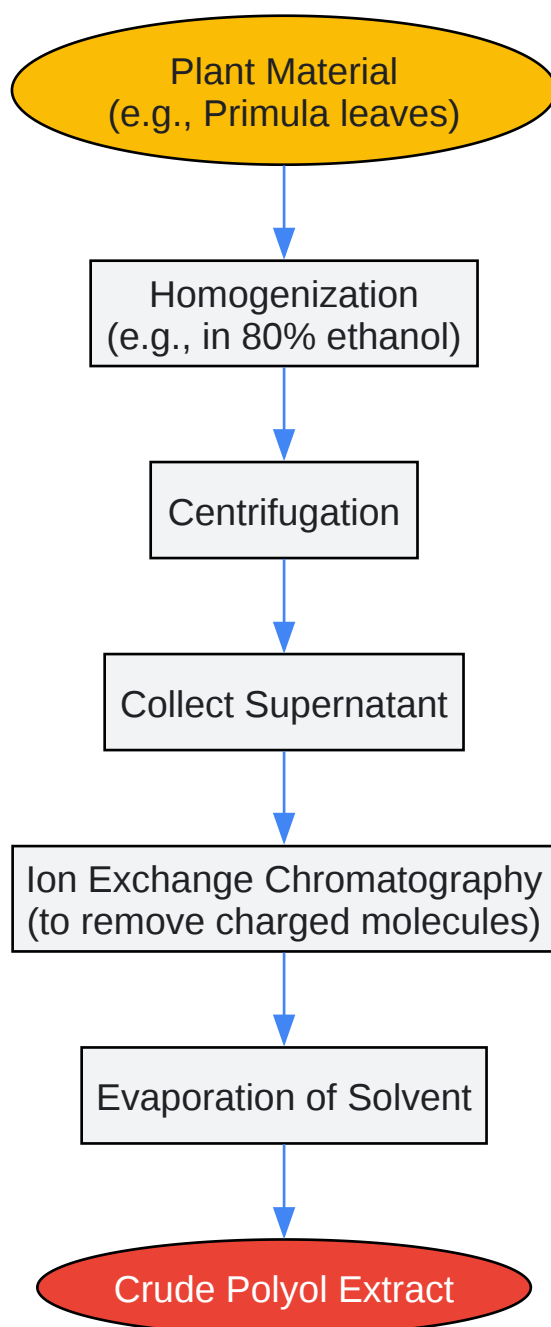 Plant Material
(e.g., Primula leaves)
Homogenization
(e.g., in 80% ethanol)
Centrifugation
Collect Supernatant
Ion Exchange Chromatography
(to remove charged molecules)
Evaporation of Solvent
Crude Polyol Extract